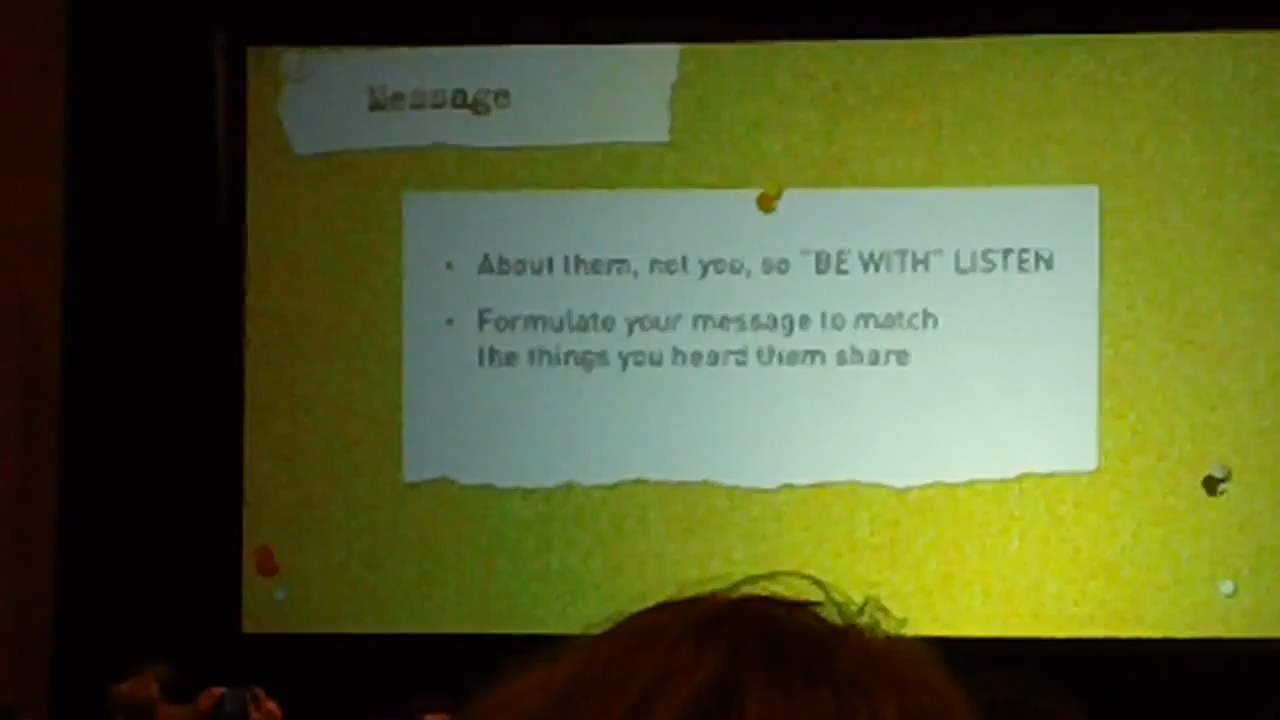 Message
• About them, not you, so "BE WITH" LISTEN
• Formulate your message to match
the things you heard them share